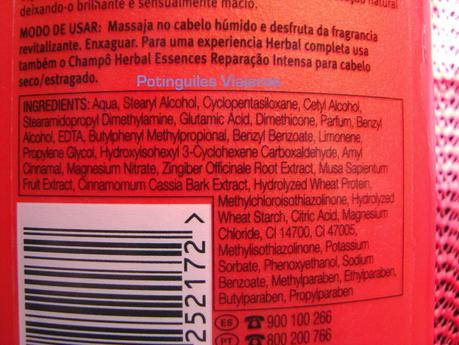 deixando-o brilhante e sensualmente macio.
MODO DE USAR: Massaja no cabelo húmido e desfruta da fragrancia
revitalizante. Enxaguar. Para uma experiencia Herbal completa usa
também o Champô Herbal Essences Reparação Intensa para cabelo
seco/estragado.
Potinguiles Viajeros
INGREDIENTS: Aqua, Stearyl Alcohol, Cyclopentasiloxane, Cetyl Alcohol,
Stearamidopropyl Dimethylamine, Glutamic Acid, Dimethicone, Parfum, Benzyl
Alcohol, EDTA, Butylphenyl Methylpropional, Benzyl Benzoate, Limonene,
Propylene Glycol, Hydroxyisohexyl 3-Cyclohexene Carboxaldehyde, Amyl
Cinnamal, Magnesium Nitrate, Zingiber Officinale Root Extract, Musa Sapientum
Fruit Extract, Cinnamomum Cassia Bark Extract, Hydrolyzed Wheat Protein,
Methylchloroisothiazolinone, Hydrolyzed
Wheat Starch, Citric Acid, Magnesium
Chloride, CI 14700, CI 47005,
Methylisothiazolinone, Potassium
Sorbate, Phenoxyethanol, Sodium
Benzoate, Methylparaben, Ethylparaben,
Butylparaben, Propylparaben
252172>
ES 900 100 266
PT 800 200 766